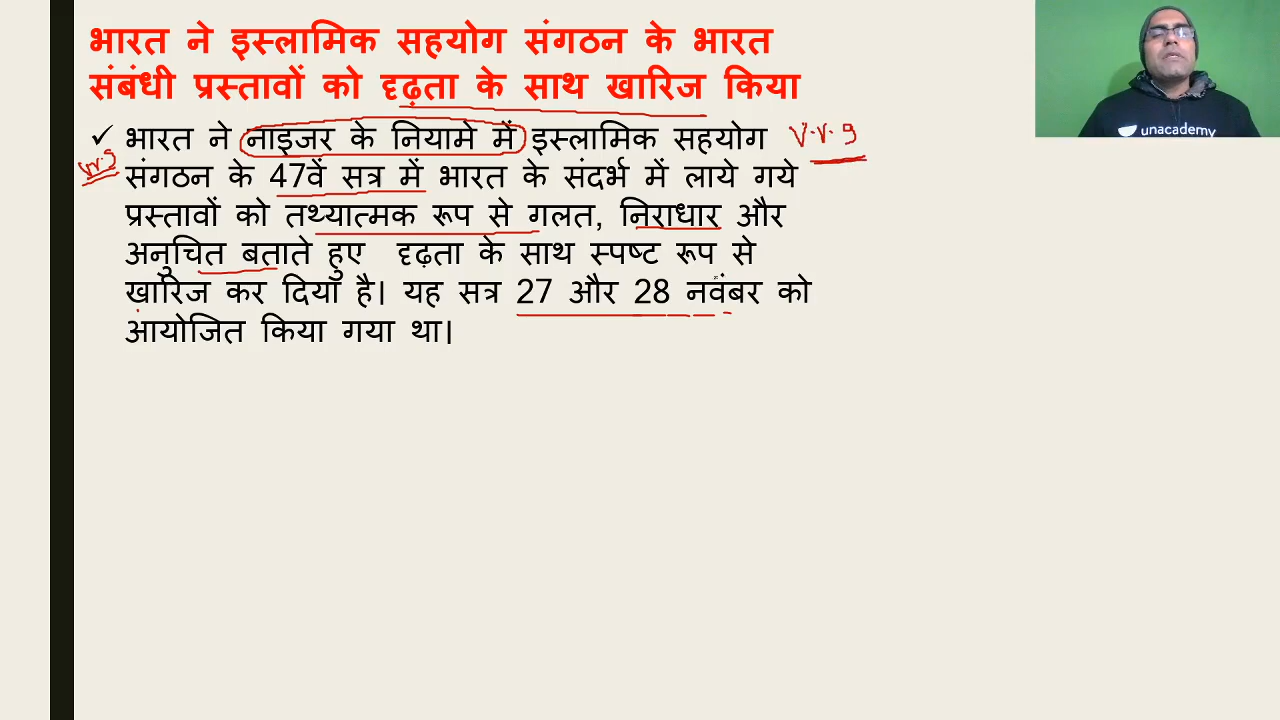 भारत ने इस्लामिक सहयोग संगठन के भारत
संबंधी प्रस्तावों को दृढ़ता के साथ खारिज किया
✓ भारत ने नाइजर के नियामे में इस्लामिक सहयोग
संगठन के 47वें सत्र में भारत के संदर्भ में लाये गये
प्रस्तावों को तथ्यात्मक रूप से गलत, निराधार और
अनुचित बताते हुए दृढ़ता के साथ स्पष्ट रूप से
खारिज कर दिया है। यह सत्र 27 और 28 नवंबर को
आयोजित किया गया था।
unacademy